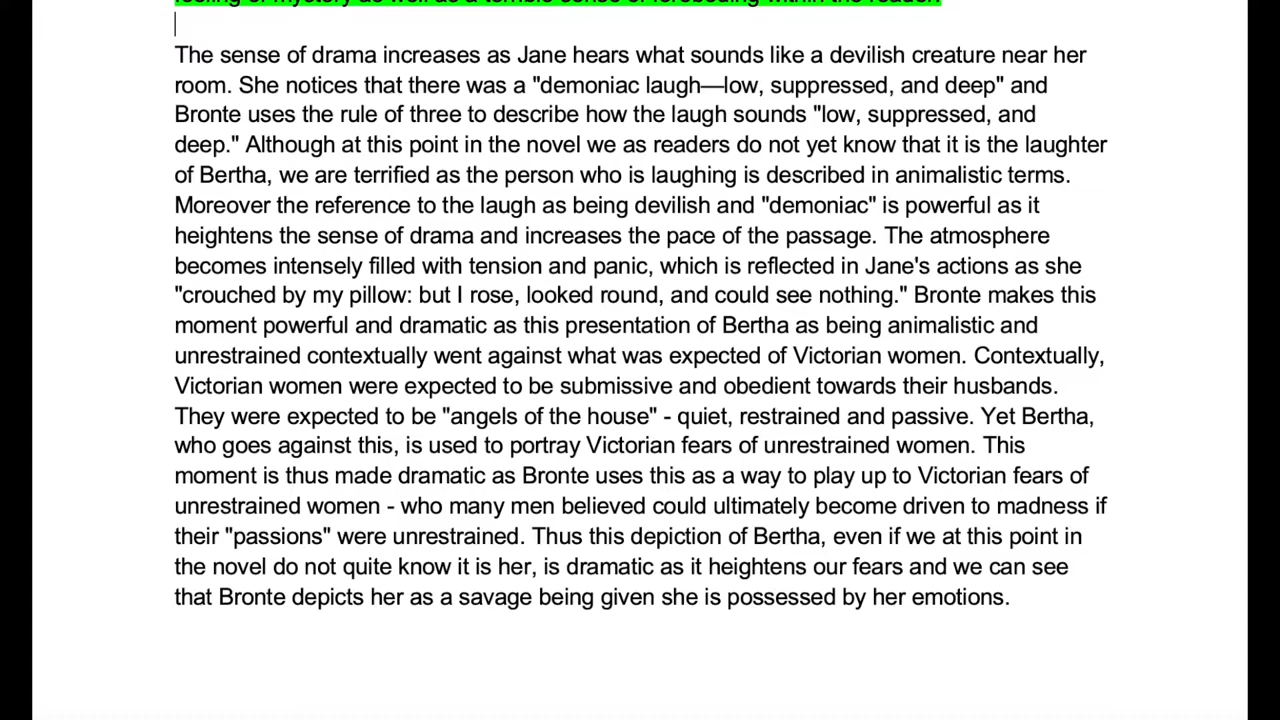 feeling of mystery as well as a terrible sense of foreboding within the reader.
The sense of drama increases as Jane hears what sounds like a devilish creature near her
room. She notices that there was a "demoniac laugh—low, suppressed, and deep" and
Bronte uses the rule of three to describe how the laugh sounds "low, suppressed, and
deep." Although at this point in the novel we as readers do not yet know that it is the laughter
of Bertha, we are terrified as the person who is laughing is described in animalistic terms.
Moreover the reference to the laugh as being devilish and "demoniac" is powerful as it
heightens the sense of drama and increases the pace of the passage. The atmosphere
becomes intensely filled with tension and panic, which is reflected in Jane's actions as she
"crouched by my pillow: but I rose, looked round, and could see nothing." Bronte makes this
moment powerful and dramatic as this presentation of Bertha as being animalistic and
unrestrained contextually went against what was expected of Victorian women. Contextually,
Victorian women were expected to be submissive and obedient towards their husbands.
They were expected to be "angels of the house" - quiet, restrained and passive. Yet Bertha,
who goes against this, is used to portray Victorian fears of unrestrained women. This
moment is thus made dramatic as Bronte uses this as a way to play up to Victorian fears of
unrestrained women - who many men believed could ultimately become driven to madness if
their "passions" were unrestrained. Thus this depiction of Bertha, even if we at this point in
the novel do not quite know it is her, is dramatic as it heightens our fears and we can see
that Bronte depicts her as a savage being given she is possessed by her emotions.